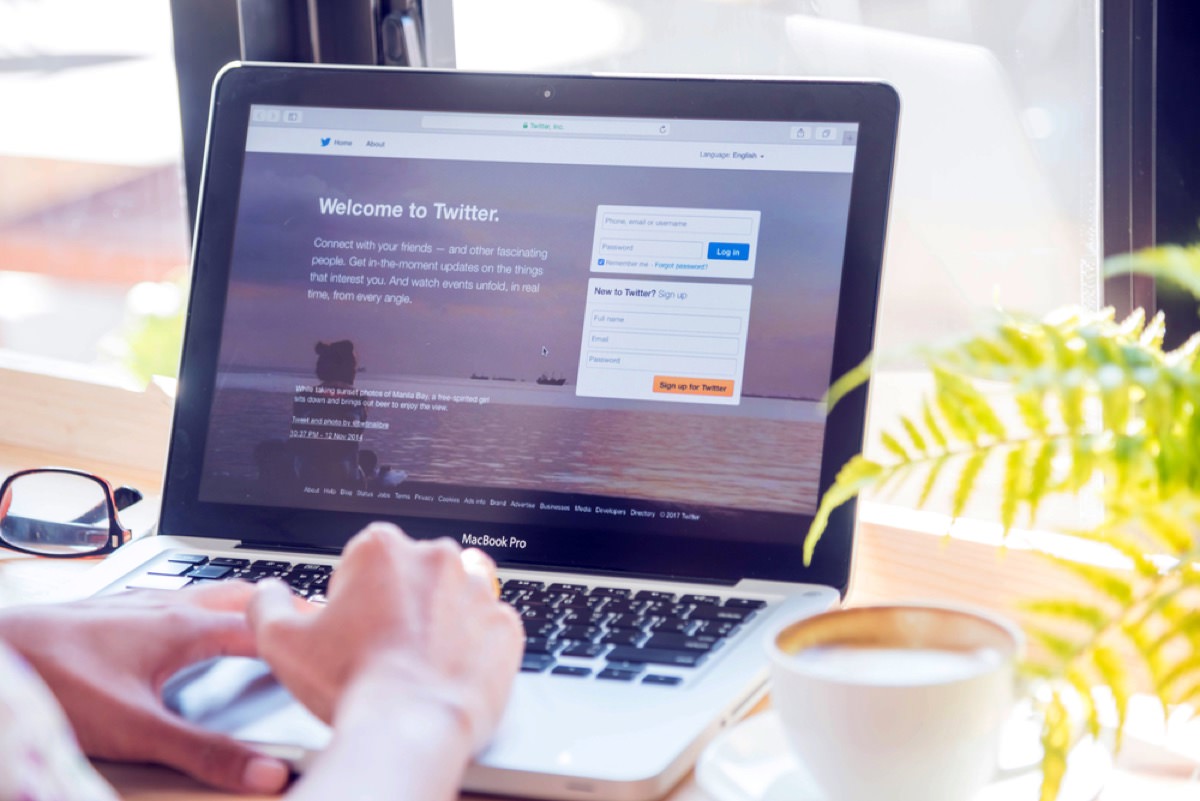 Twitter, Inc.
Home About
Language: English
Welcome to Twitter.
Connect with your friends — and other fascinating
people. Get in-the-moment updates on the things
that interest you. And watch events unfold, in real
time, from every angle.
Phone, email or username
Password
Log in
Remember me · Forgot password?
New to Twitter? Sign up
Full name
Email
Password
Sign up for Twitter
While taking sunset photos of Manila Bay, a free-spirited girl
sits down and brings out beer to enjoy the view.
Tweet and photo by
10:37 PM - 12 Nov 2014
About Help Blog Status Jobs Terms Privacy Cookies Ads info Brand Advertise Businesses Media Developers Directory © 2017 Twitter
MacBook Pro